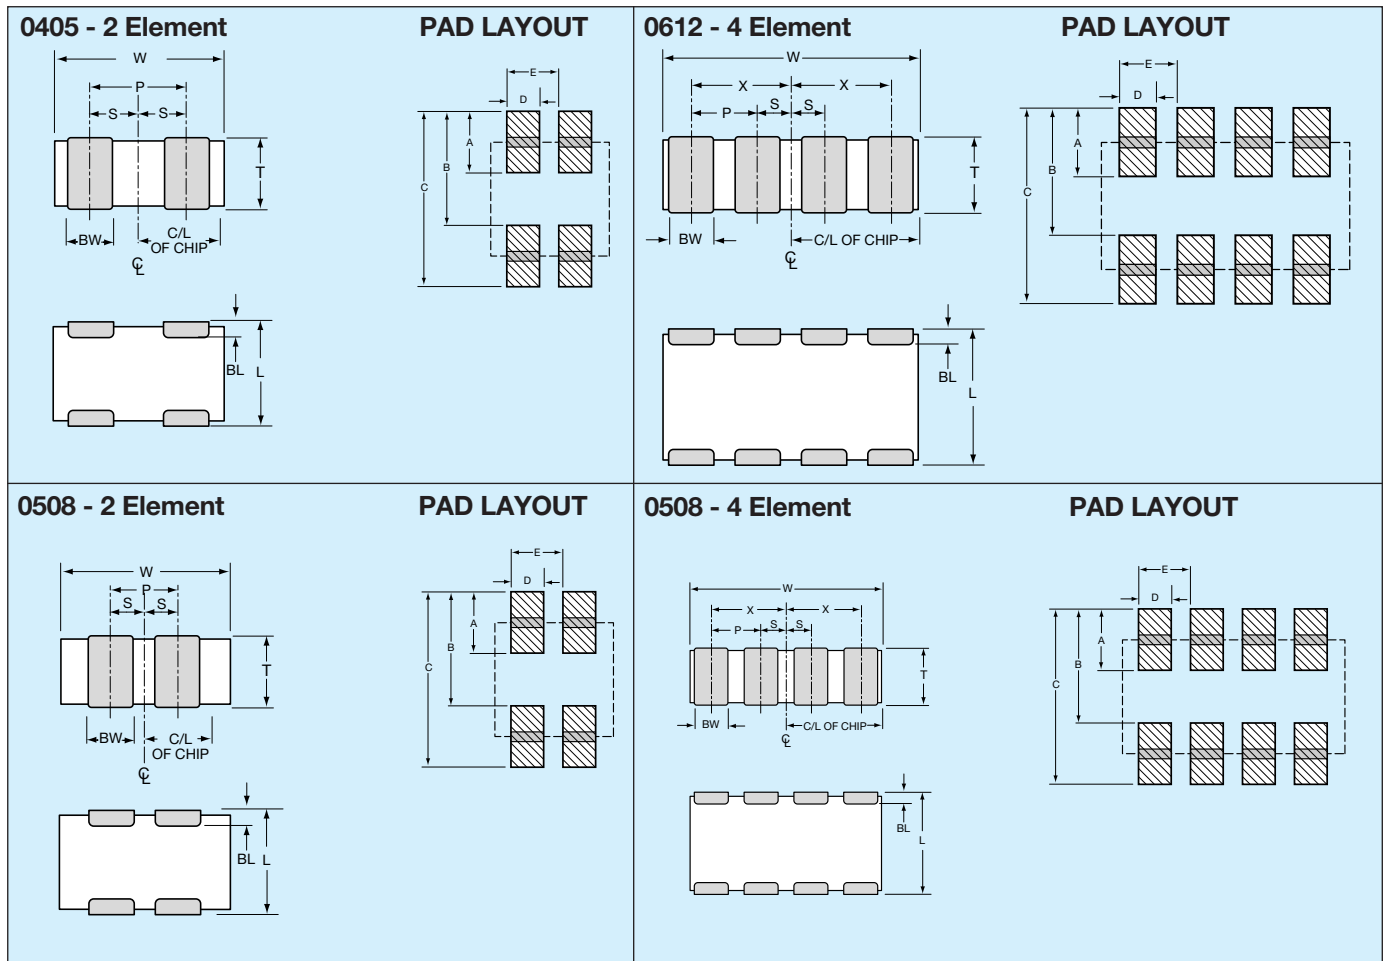 0405 - 2 Element
PAD LAYOUT
W
P
S
S
T
BW
C/L
OF CHIP
℄
BL
L
E
D
A
B
C
0612 - 4 Element
PAD LAYOUT
W
X
X
P
S
S
T
BW
C/L OF CHIP
℄
BL
L
E
D
A
B
C
0508 - 2 Element
PAD LAYOUT
W
P
S
S
T
BW
C/L
OF CHIP
℄
BL
L
E
D
A
B
C
0508 - 4 Element
PAD LAYOUT
W
X
X
P
S
S
T
BW
C/L OF CHIP
℄
BL
L
E
D
A
B
C